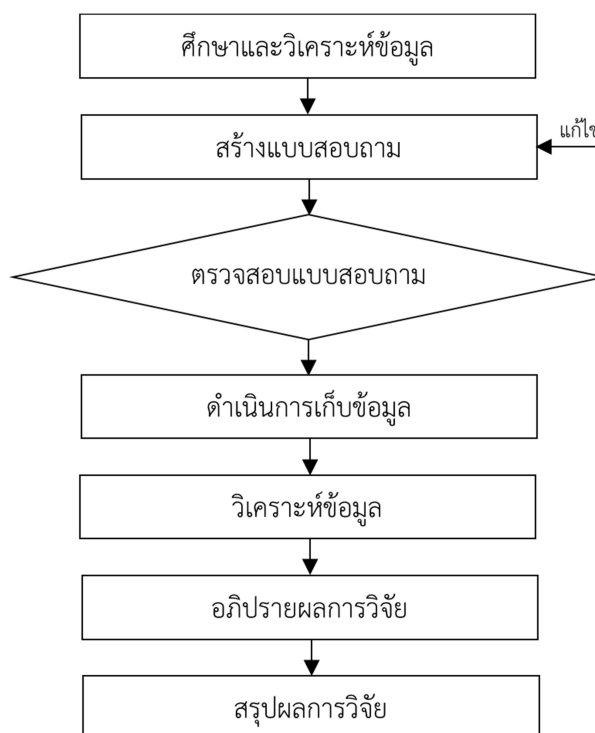 ศึกษาและวิเคราะห์ข้อมูล
สร้างแบบสอบถาม
ตรวจสอบแบบสอบถาม
ดำเนินการเก็บข้อมูล
วิเคราะห์ข้อมูล
อภิปรายผลการวิจัย
สรุปผลการวิจัย